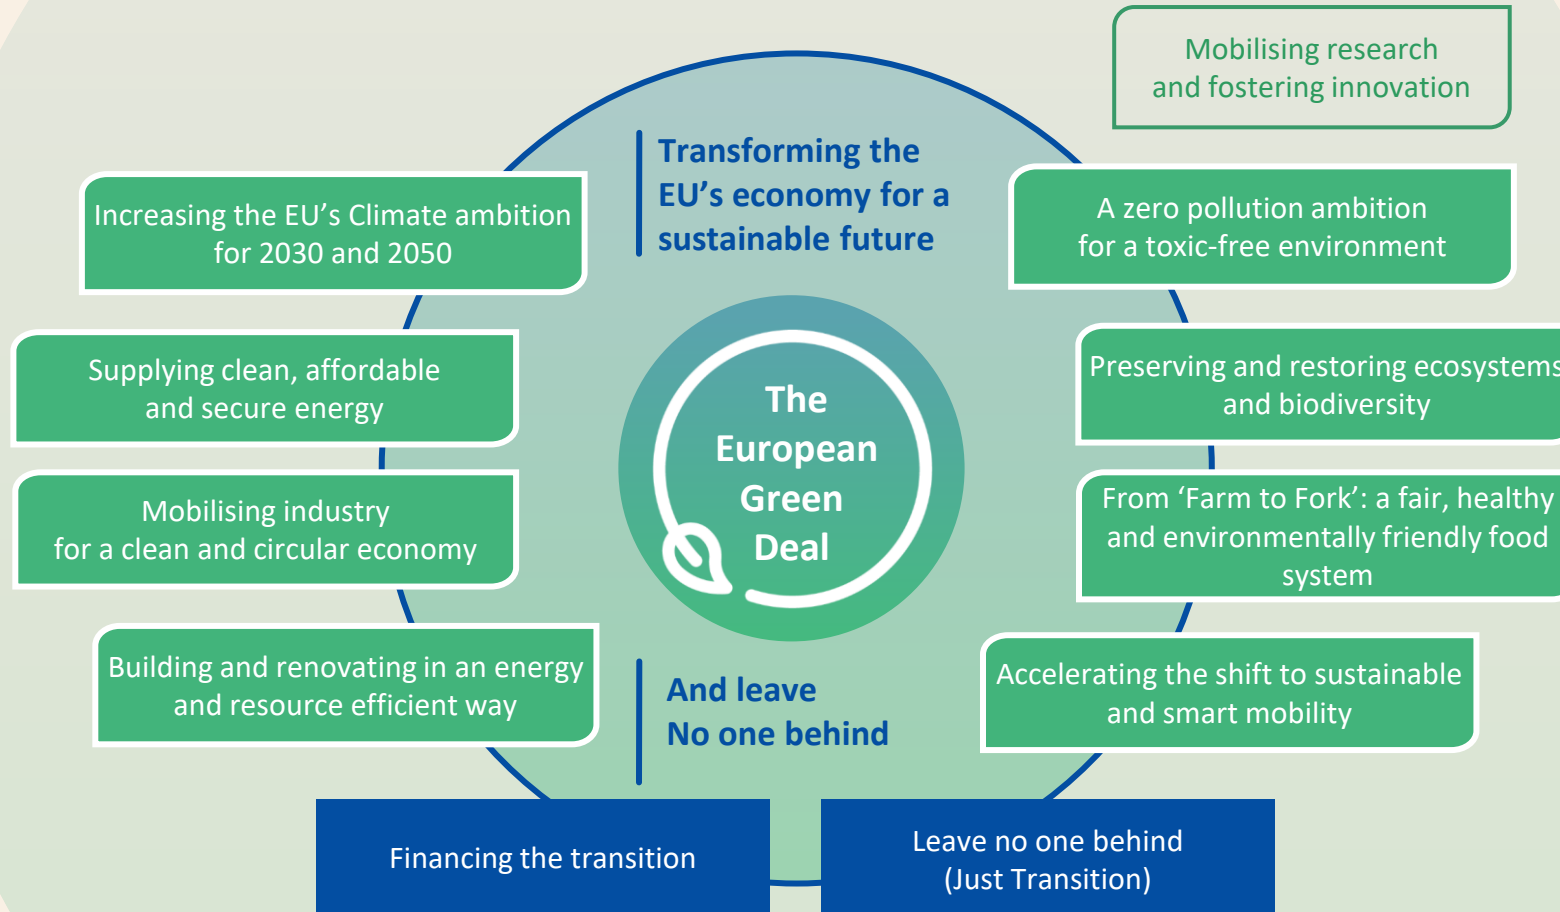 Mobilising research
and fostering innovation
Transforming the
EU’s economy for a
sustainable future
Increasing the EU’s Climate ambition
for 2030 and 2050
A zero pollution ambition
for a toxic-free environment
Supplying clean, affordable
and secure energy
Preserving and restoring ecosystems
and biodiversity
The
European
Green
Deal
Mobilising industry
for a clean and circular economy
From ‘Farm to Fork’: a fair, healthy
and environmentally friendly food
system
Building and renovating in an energy
and resource efficient way
And leave
No one behind
Accelerating the shift to sustainable
and smart mobility
Financing the transition
Leave no one behind
(Just Transition)